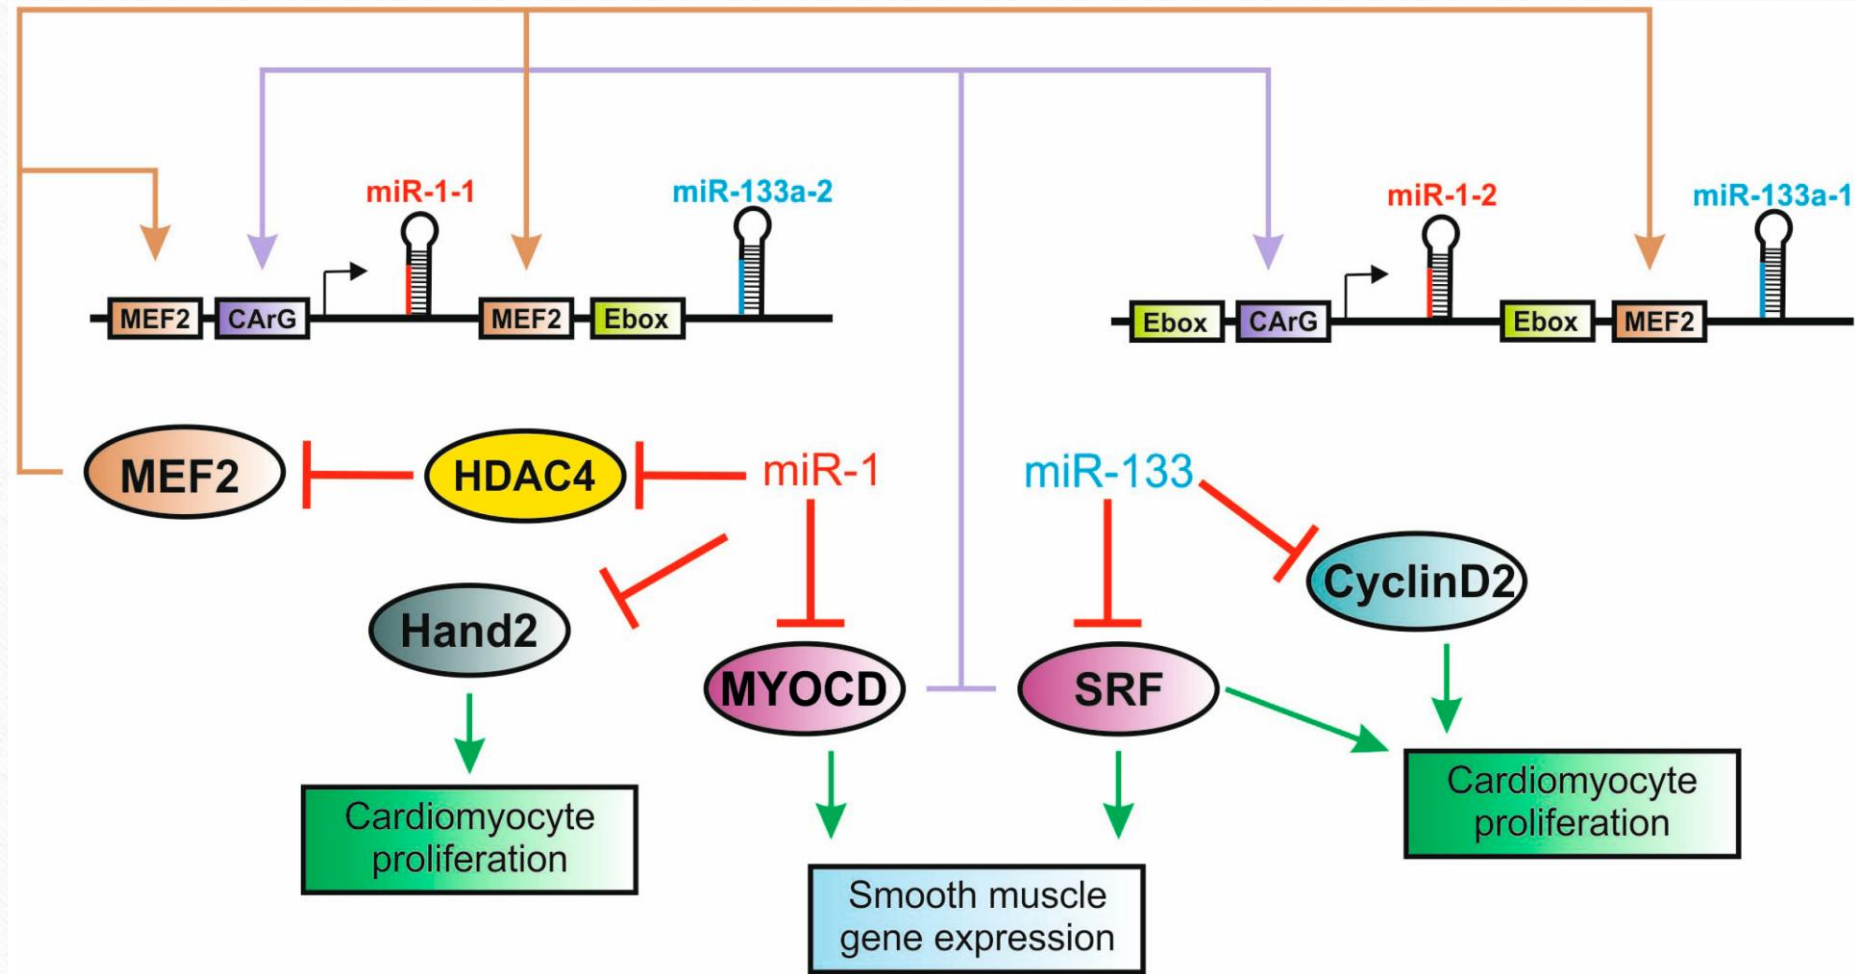 miR-1-1
miR-133a-2
miR-1-2
miR-133a-1
MEF2
CArG
MEF2
Ebox
Ebox
CArG
Ebox
MEF2
MEF2
HDAC4
miR-1
miR-133
CyclinD2
Hand2
MYOCD
SRF
Cardiomyocyte
proliferation
Cardiomyocyte
proliferation
Smooth muscle
gene expression